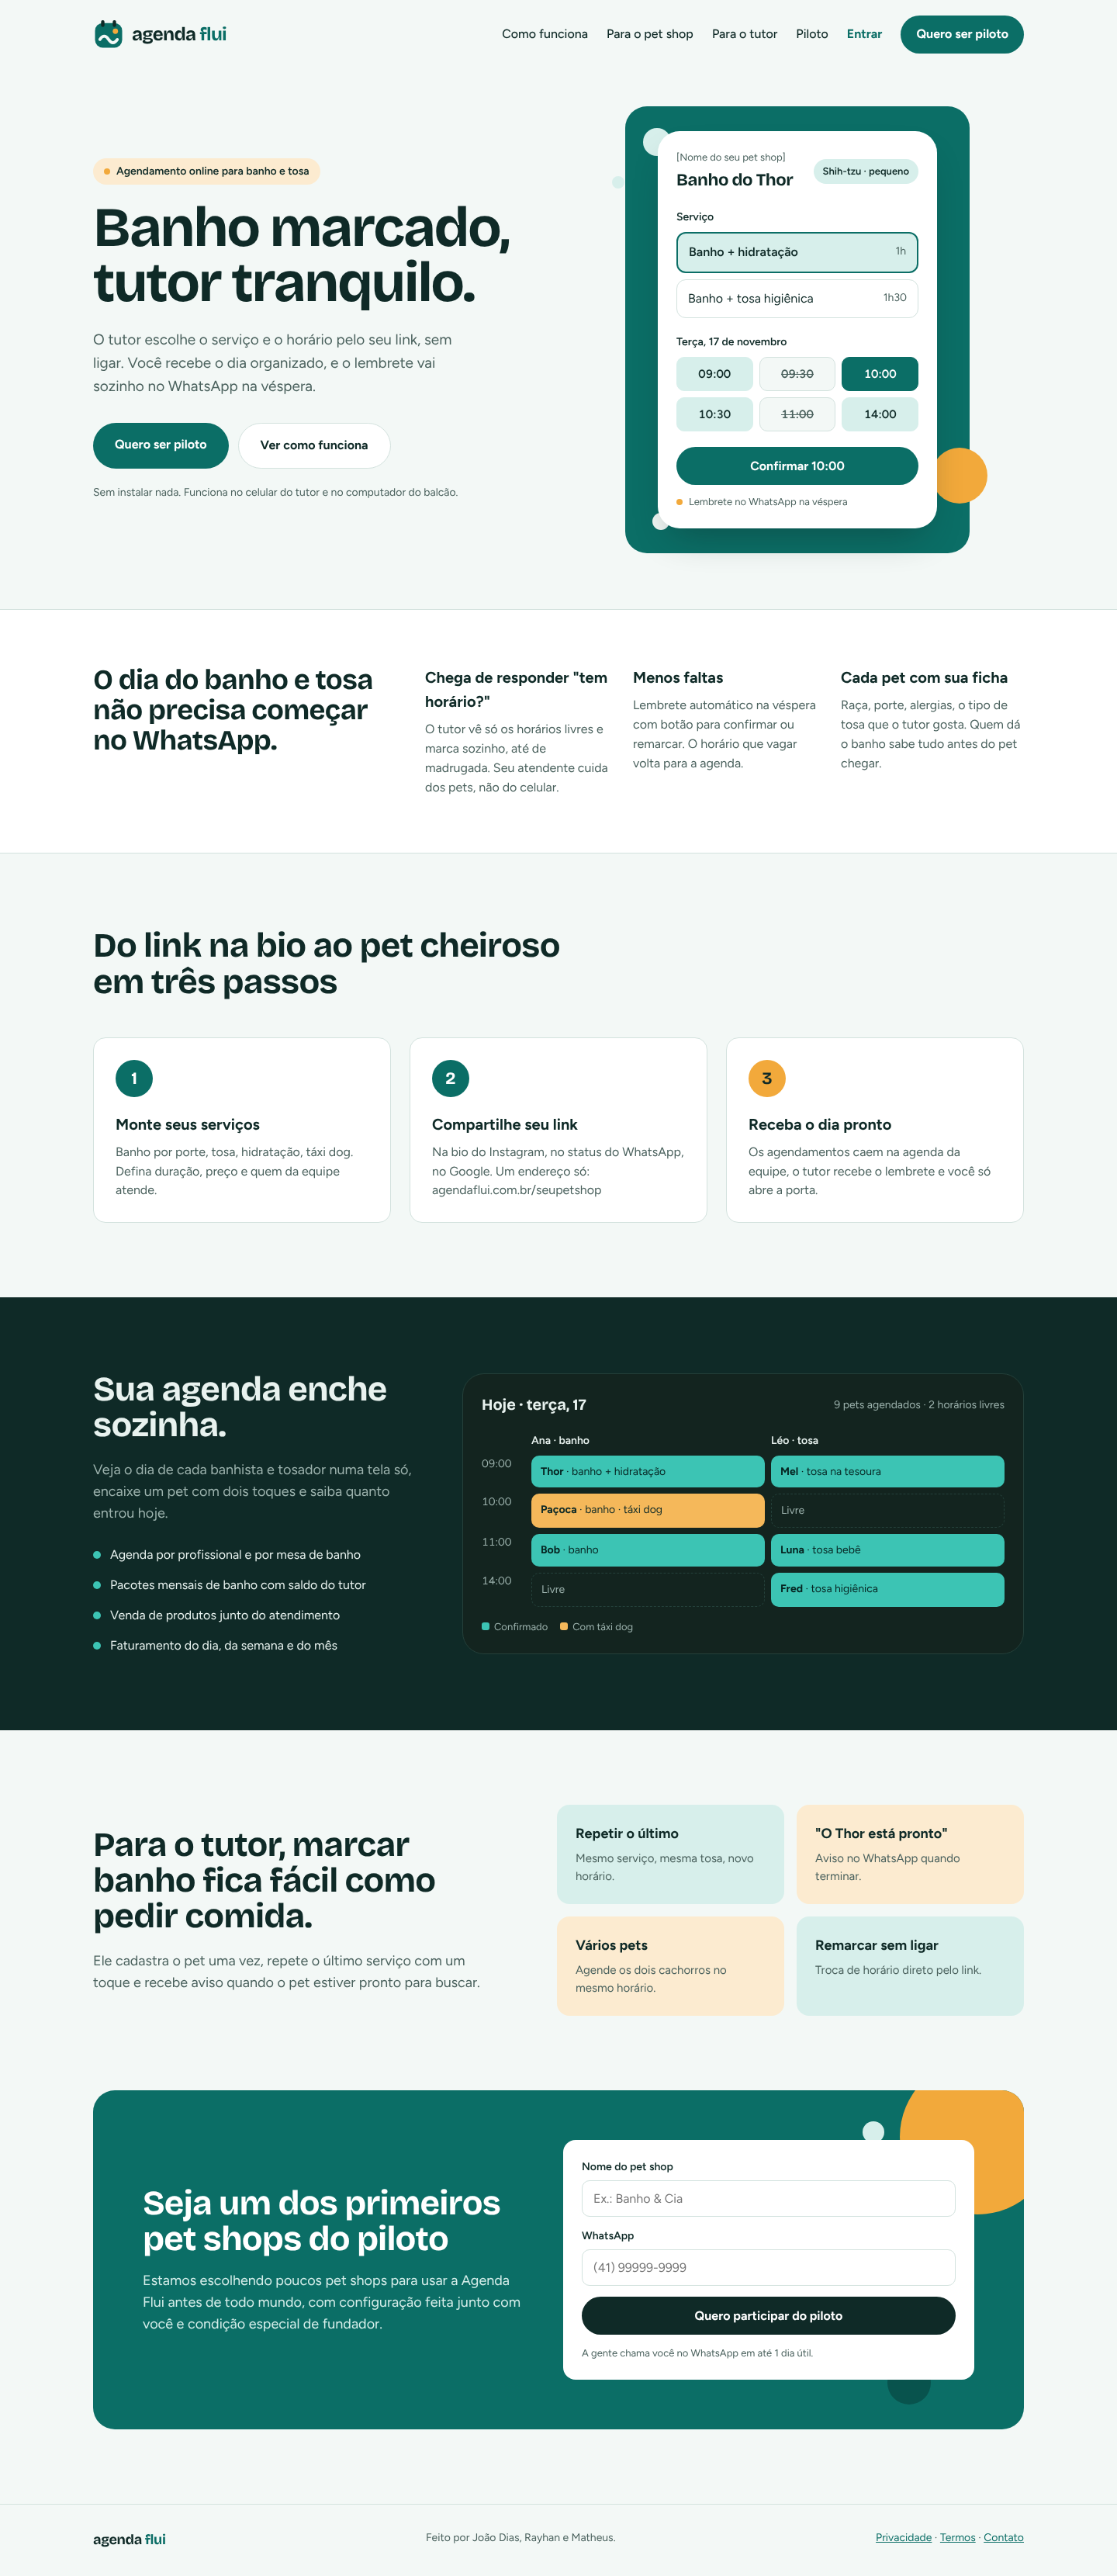 agenda flui
Como funciona
Para o pet shop
Para o tutor
Piloto
Entrar
Quero ser piloto
Agendamento online para banho e tosa
Banho marcado,
tutor tranquilo.
O tutor escolhe o serviço e o horário pelo seu link, sem
ligar. Você recebe o dia organizado, e o lembrete vai
sozinho no WhatsApp na véspera.
Quero ser piloto
Ver como funciona
Sem instalar nada. Funciona no celular do tutor e no computador do balcão.
[Nome do seu pet shop]
Banho do Thor
Shih-tzu · pequeno
Serviço
Banho + hidratação 1h
Banho + tosa higiênica 1h30
Terça, 17 de novembro
09:00 09:30 10:00
10:30 11:00 14:00
Confirmar 10:00
Lembrete no WhatsApp na véspera
O dia do banho e tosa
não precisa começar
no WhatsApp.
Chega de responder "tem
horário?"
O tutor vê só os horários livres e
marca sozinho, até de
madrugada. Seu atendente cuida
dos pets, não do celular.
Menos faltas
Lembrete automático na véspera
com botão para confirmar ou
remarcar. O horário que vagar
volta para a agenda.
Cada pet com sua ficha
Raça, porte, alergias, o tipo de
tosa que o tutor gosta. Quem dá
o banho sabe tudo antes do pet
chegar.
Do link na bio ao pet cheiroso
em três passos
1
Monte seus serviços
Banho por porte, tosa, hidratação, táxi dog.
Defina duração, preço e quem da equipe
atende.
2
Compartilhe seu link
Na bio do Instagram, no status do WhatsApp,
no Google. Um endereço só:
agendaflui.com.br/seupetshop
3
Receba o dia pronto
Os agendamentos caem na agenda da
equipe, o tutor recebe o lembrete e você só
abre a porta.
Sua agenda enche
sozinha.
Veja o dia de cada banhista e tosador numa tela só,
encaixe um pet com dois toques e saiba quanto
entrou hoje.
Agenda por profissional e por mesa de banho
Pacotes mensais de banho com saldo do tutor
Venda de produtos junto do atendimento
Faturamento do dia, da semana e do mês
Hoje · terça, 17
9 pets agendados · 2 horários livres
Ana · banho Léo · tosa
09:00 Thor · banho + hidratação Mel · tosa na tesoura
10:00 Paçoca · banho · táxi dog Livre
11:00 Bob · banho Luna · tosa bebê
14:00 Livre Fred · tosa higiênica
Confirmado Com táxi dog
Para o tutor, marcar
banho fica fácil como
pedir comida.
Ele cadastra o pet uma vez, repete o último serviço com um
toque e recebe aviso quando o pet estiver pronto para buscar.
Repetir o último
Mesmo serviço, mesma tosa, novo
horário.
"O Thor está pronto"
Aviso no WhatsApp quando
terminar.
Vários pets
Agende os dois cachorros no
mesmo horário.
Remarcar sem ligar
Troca de horário direto pelo link.
Seja um dos primeiros
pet shops do piloto
Estamos escolhendo poucos pet shops para usar a Agenda
Flui antes de todo mundo, com configuração feita junto com
você e condição especial de fundador.
Nome do pet shop
Ex.: Banho & Cia
WhatsApp
(41) 99999-9999
Quero participar do piloto
A gente chama você no WhatsApp em até 1 dia útil.
agenda flui
Feito por João Dias, Rayhan e Matheus.
Privacidade · Termos · Contato